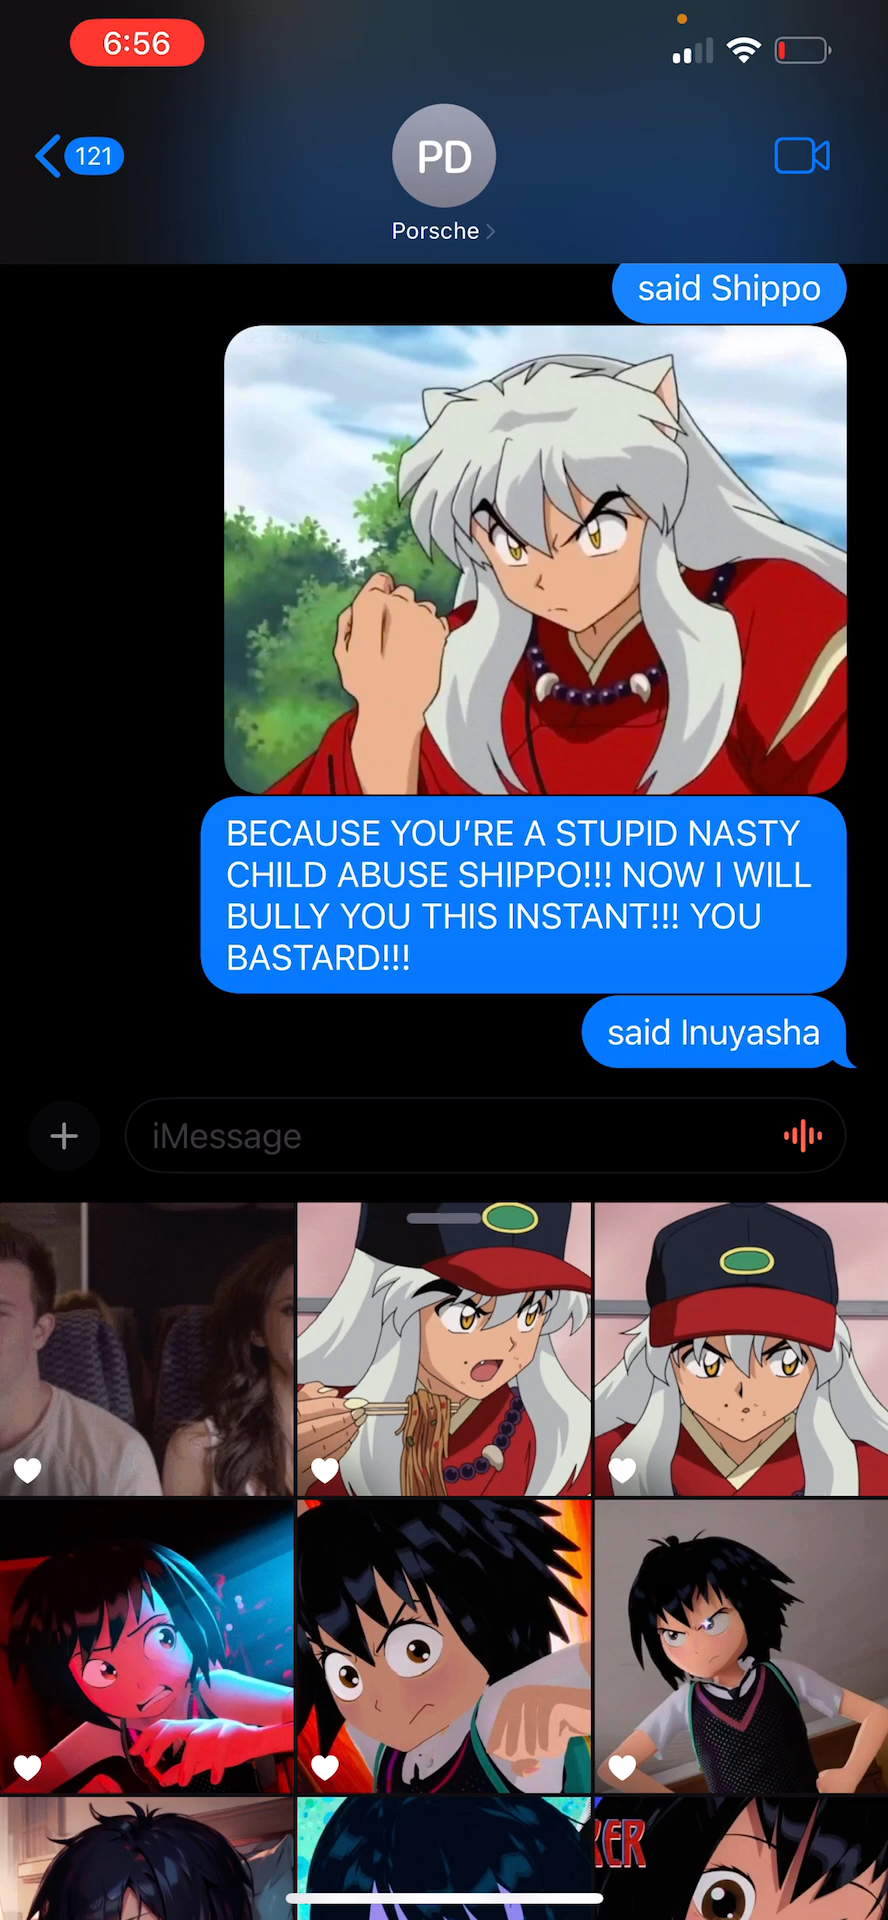 6:56
121
PD
Porsche
said Shippo
BECAUSE YOU'RE A STUPID NASTY
CHILD ABUSE SHIPPO!!! NOW I WILL
BULLY YOU THIS INSTANT!!! YOU
BASTARD!!!
said Inuyasha
iMessage
KER